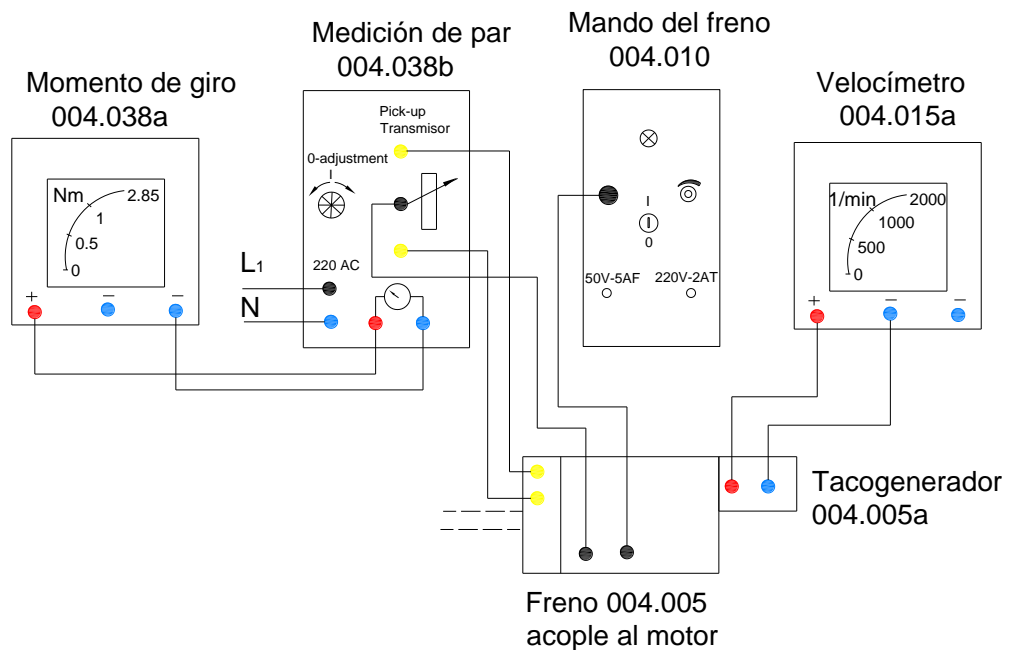 Medición de par
004.038b
Mando del freno
004.010
Momento de giro
004.038a
Velocímetro
004.015a
Pick-up
Transmisor
0-adjustment
Nm
2.85
1
0.5
0
+
–
–
L1
N
220 AC
I
0
50V-5AF
220V-2AT
1/min
2000
1000
500
0
+
–
–
Tacogenerador
004.005a
Freno 004.005
acople al motor